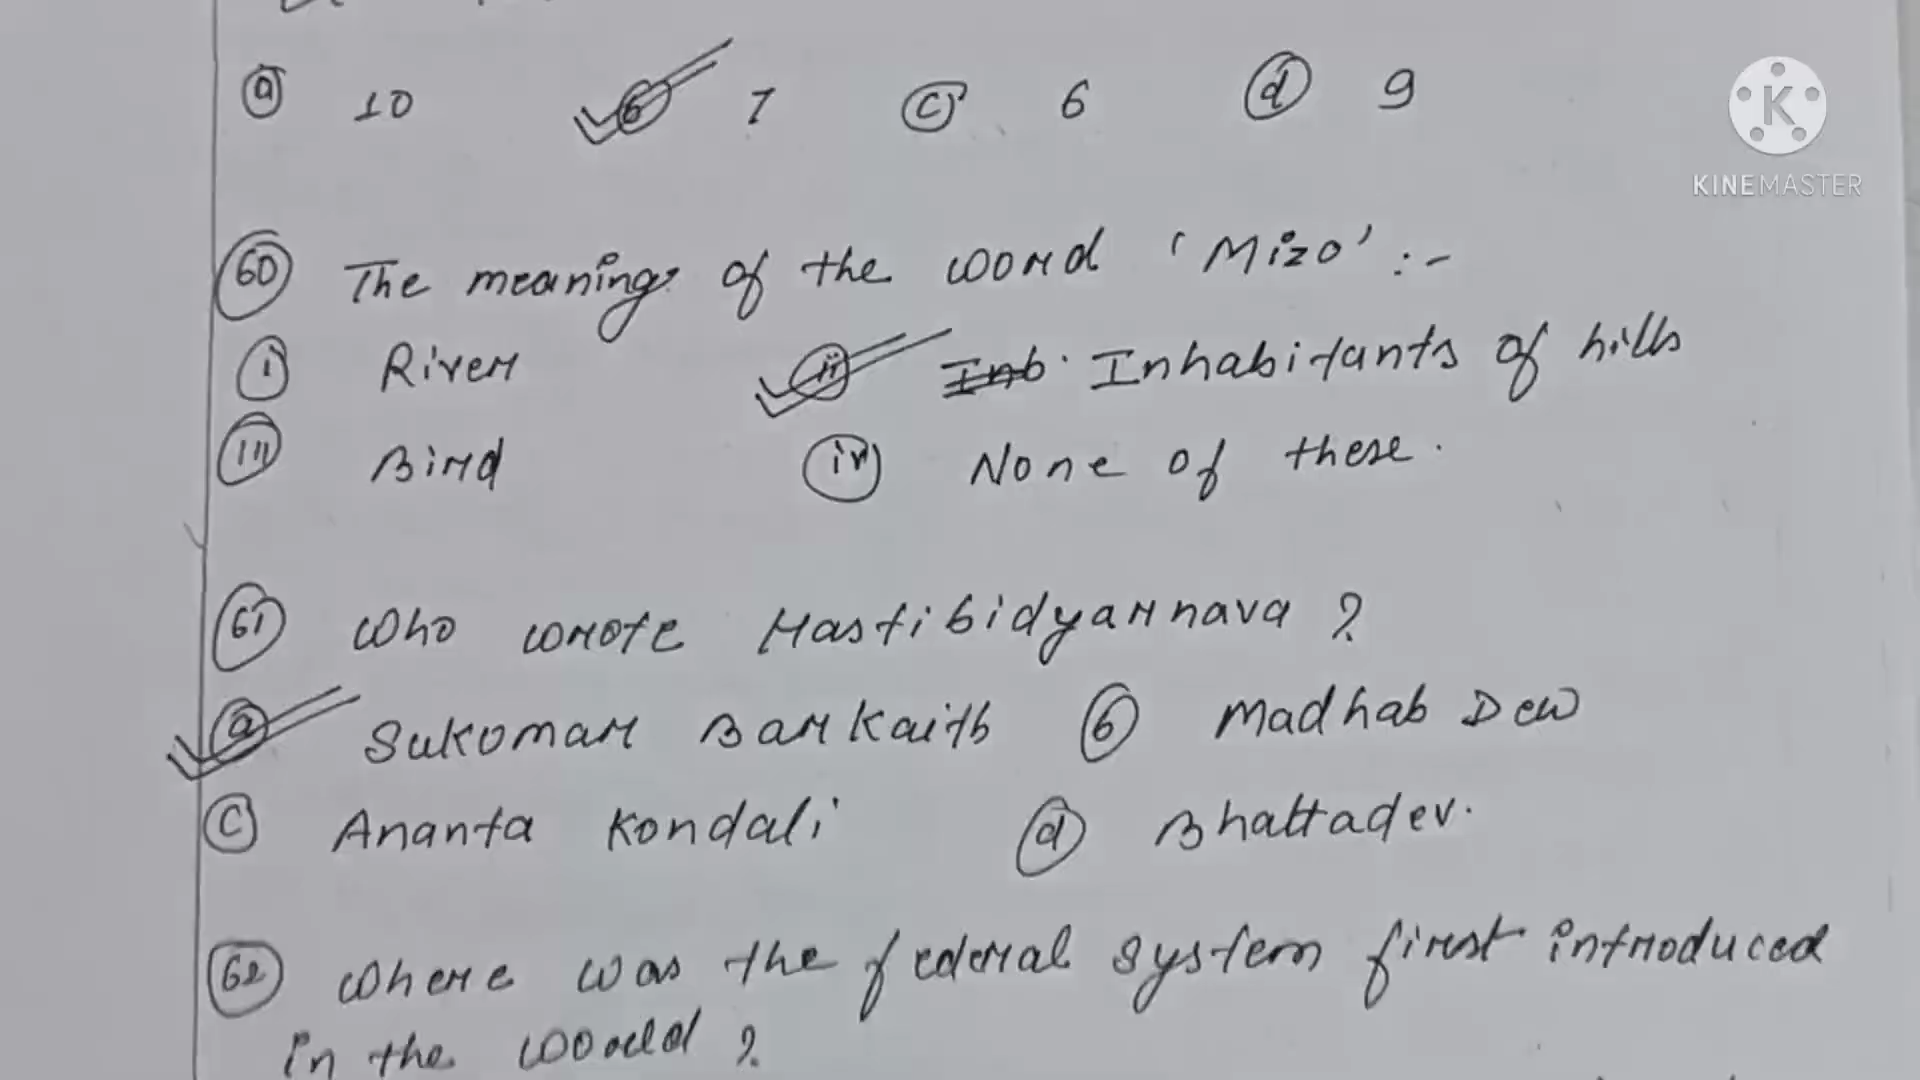 a 10 b 7 c 6 d 9
KINEMASTER
60 The meaning of the word 'Mizo' :-
i River ii Inb. Inhabitants of hills
iii Bird iv None of these.
61 Who wrote Hastibidyarnava ?
a Sukomar Barkaith b Madhab Dew
c Ananta Kondali d Bhattadev.
62 Where was the federal system first introduced
in the world ?